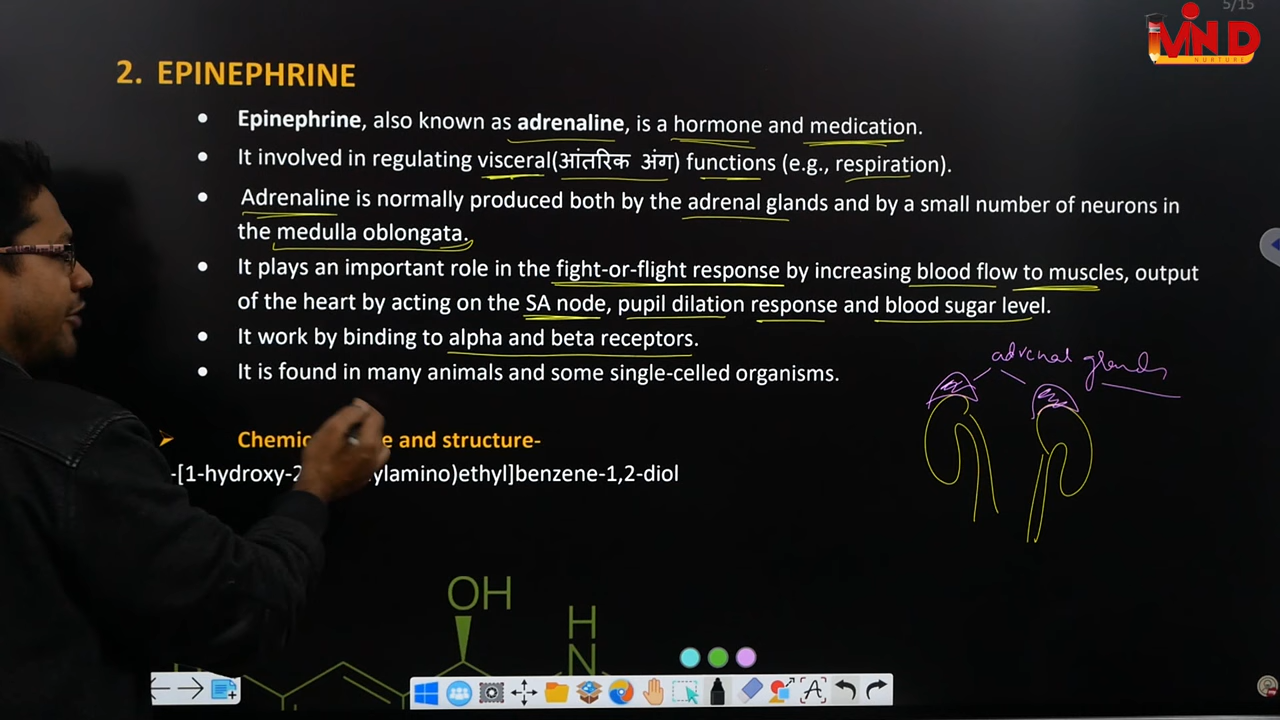 5/15
MIND
NURTURE
2. EPINEPHRINE
• Epinephrine, also known as adrenaline, is a hormone and medication.
• It involved in regulating visceral(आंतरिक अंग) functions (e.g., respiration).
• Adrenaline is normally produced both by the adrenal glands and by a small number of neurons in
the medulla oblongata.
• It plays an important role in the fight-or-flight response by increasing blood flow to muscles, output
of the heart by acting on the SA node, pupil dilation response and blood sugar level.
• It work by binding to alpha and beta receptors.
• It is found in many animals and some single-celled organisms.
adrenal glands
and structure-
-[1-hydroxy-2 ylamino)ethyl]benzene-1,2-diol
OH
H
N